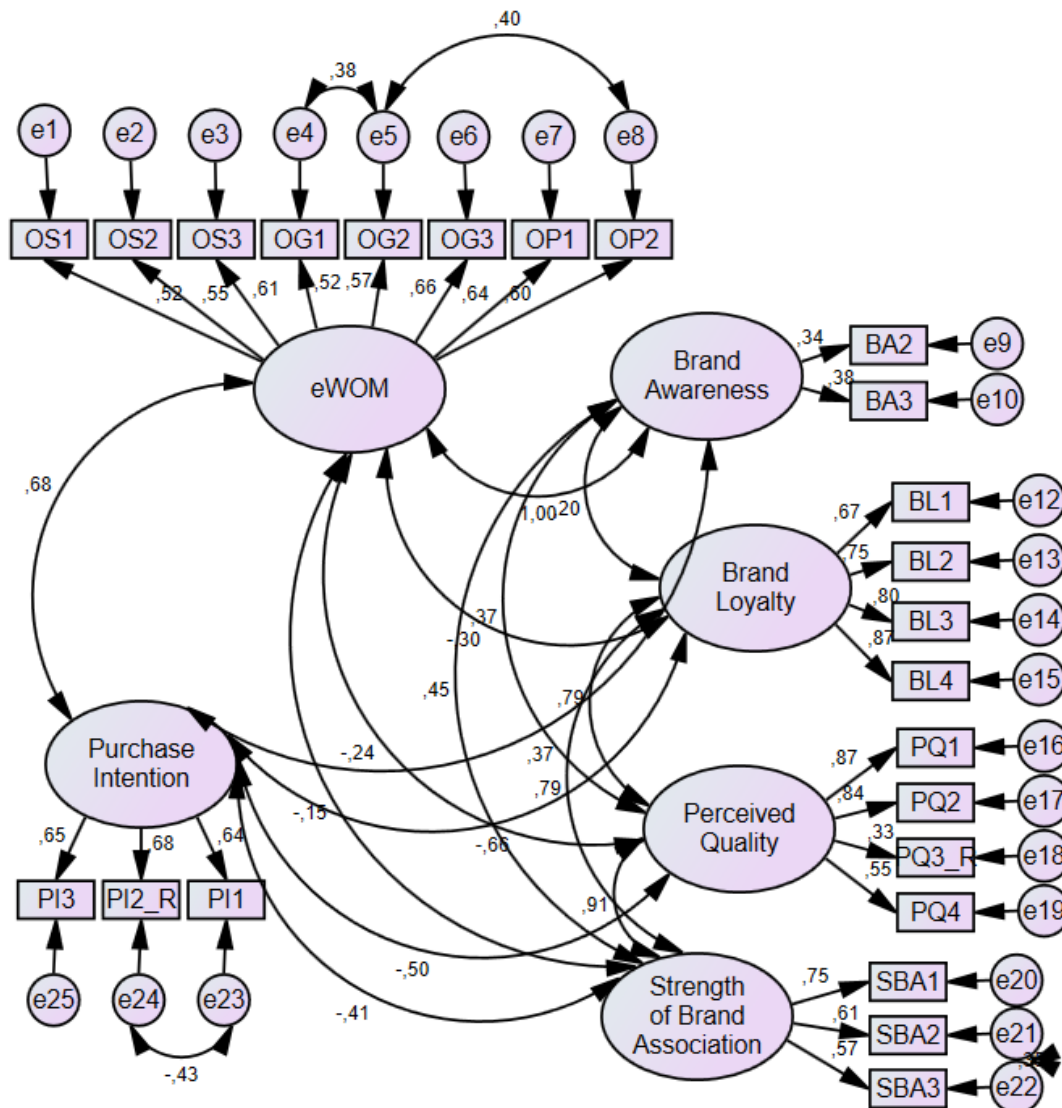 ,40
,38
e1 e2 e3 e4 e5 e6 e7 e8
OS1 OS2 OS3 OG1 OG2 OG3 OP1 OP2
,52 ,55 ,61 ,52 ,57 ,66 ,64 ,60
eWOM
Brand
Awareness
,34 BA2 e9
,38 BA3 e10
,68
1,00 ,20
Brand
Loyalty
,67 BL1 e12
,75 BL2 e13
,80 BL3 e14
,87 BL4 e15
,37
-,30
,45
,79
-,24
,37
,79
-,15
-,66
,91
-,50
-,41
Purchase
Intention
,65 ,68 ,64
PI3 PI2_R PI1
e25 e24 e23
-,43
Perceived
Quality
,87 PQ1 e16
,84 PQ2 e17
,33 PQ3_R e18
,55 PQ4 e19
Strength
of Brand
Association
,75 SBA1 e20
,61 SBA2 e21
,57 SBA3 e22